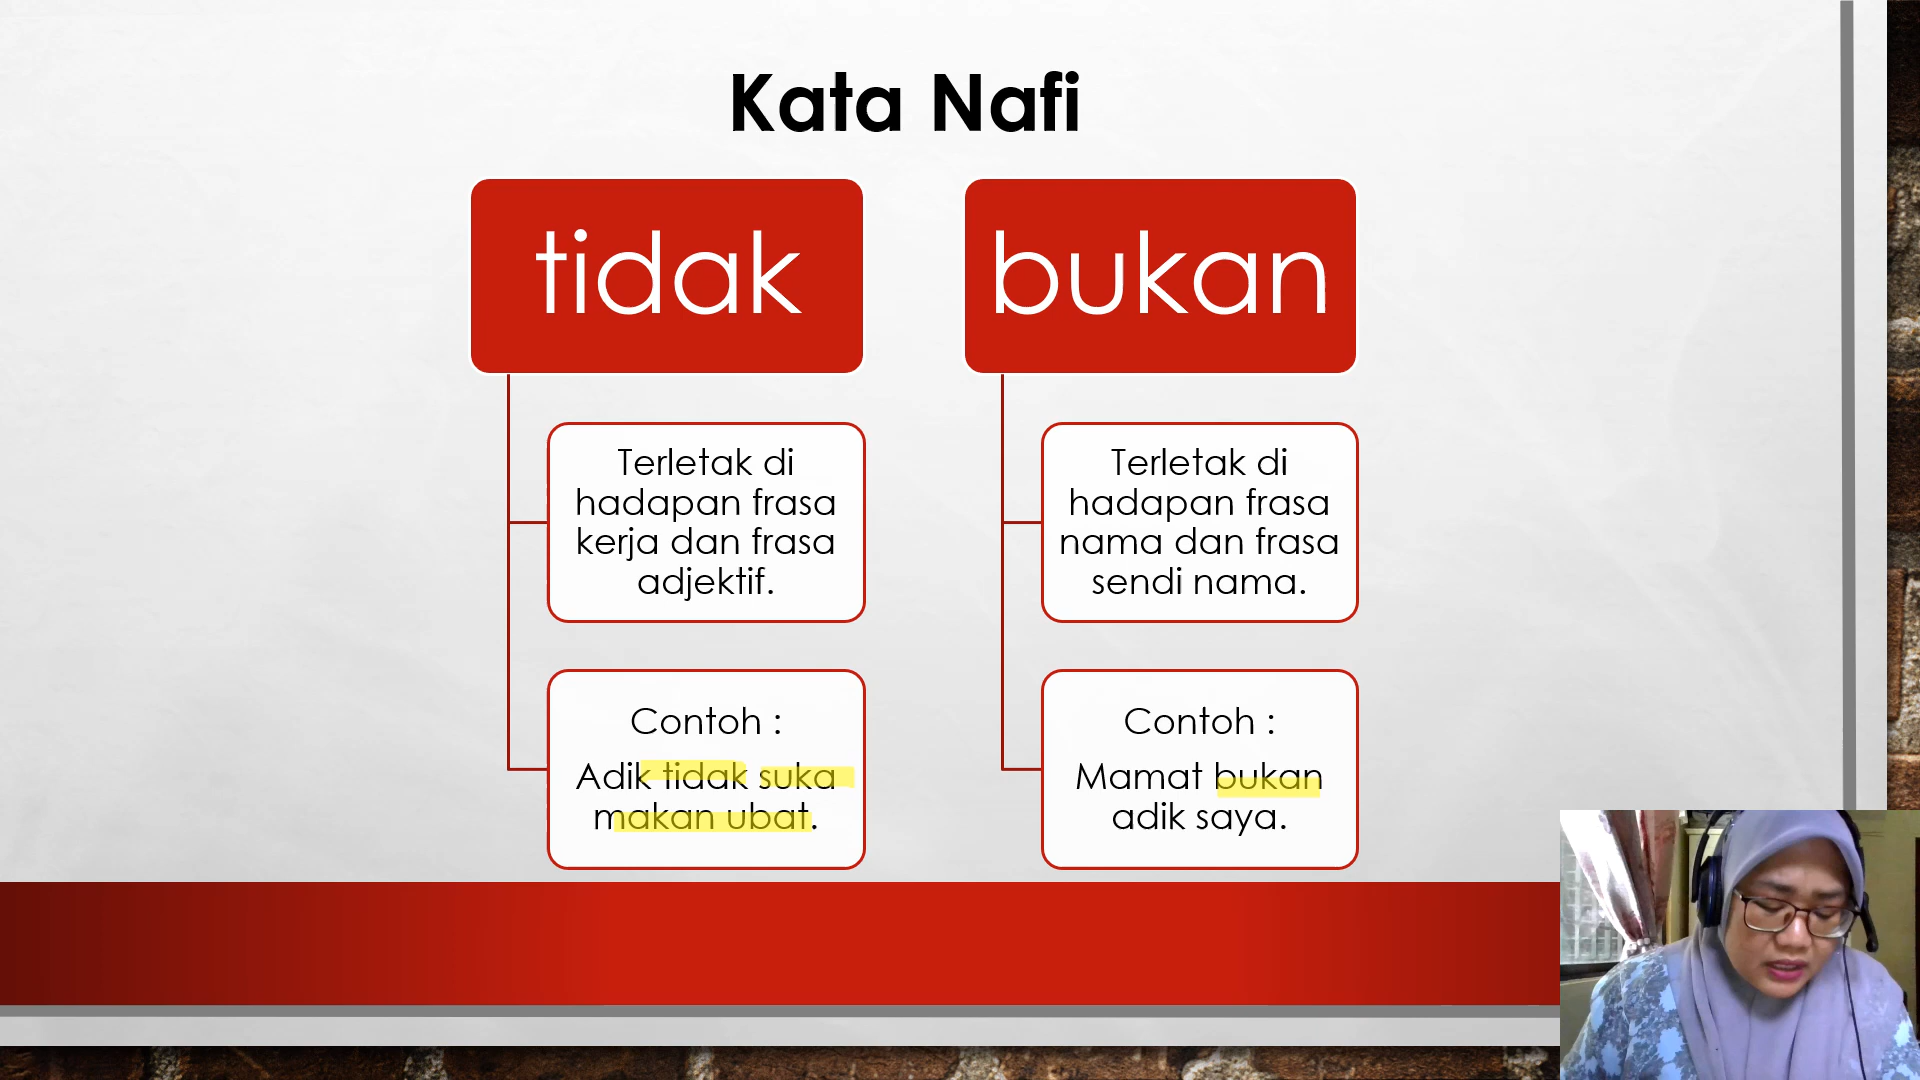 Kata Nafi
tidak
Terletak di
hadapan frasa
kerja dan frasa
adjektif.
Contoh :
Adik tidak suka
makan ubat.
bukan
Terletak di
hadapan frasa
nama dan frasa
sendi nama.
Contoh :
Mamat bukan
adik saya.